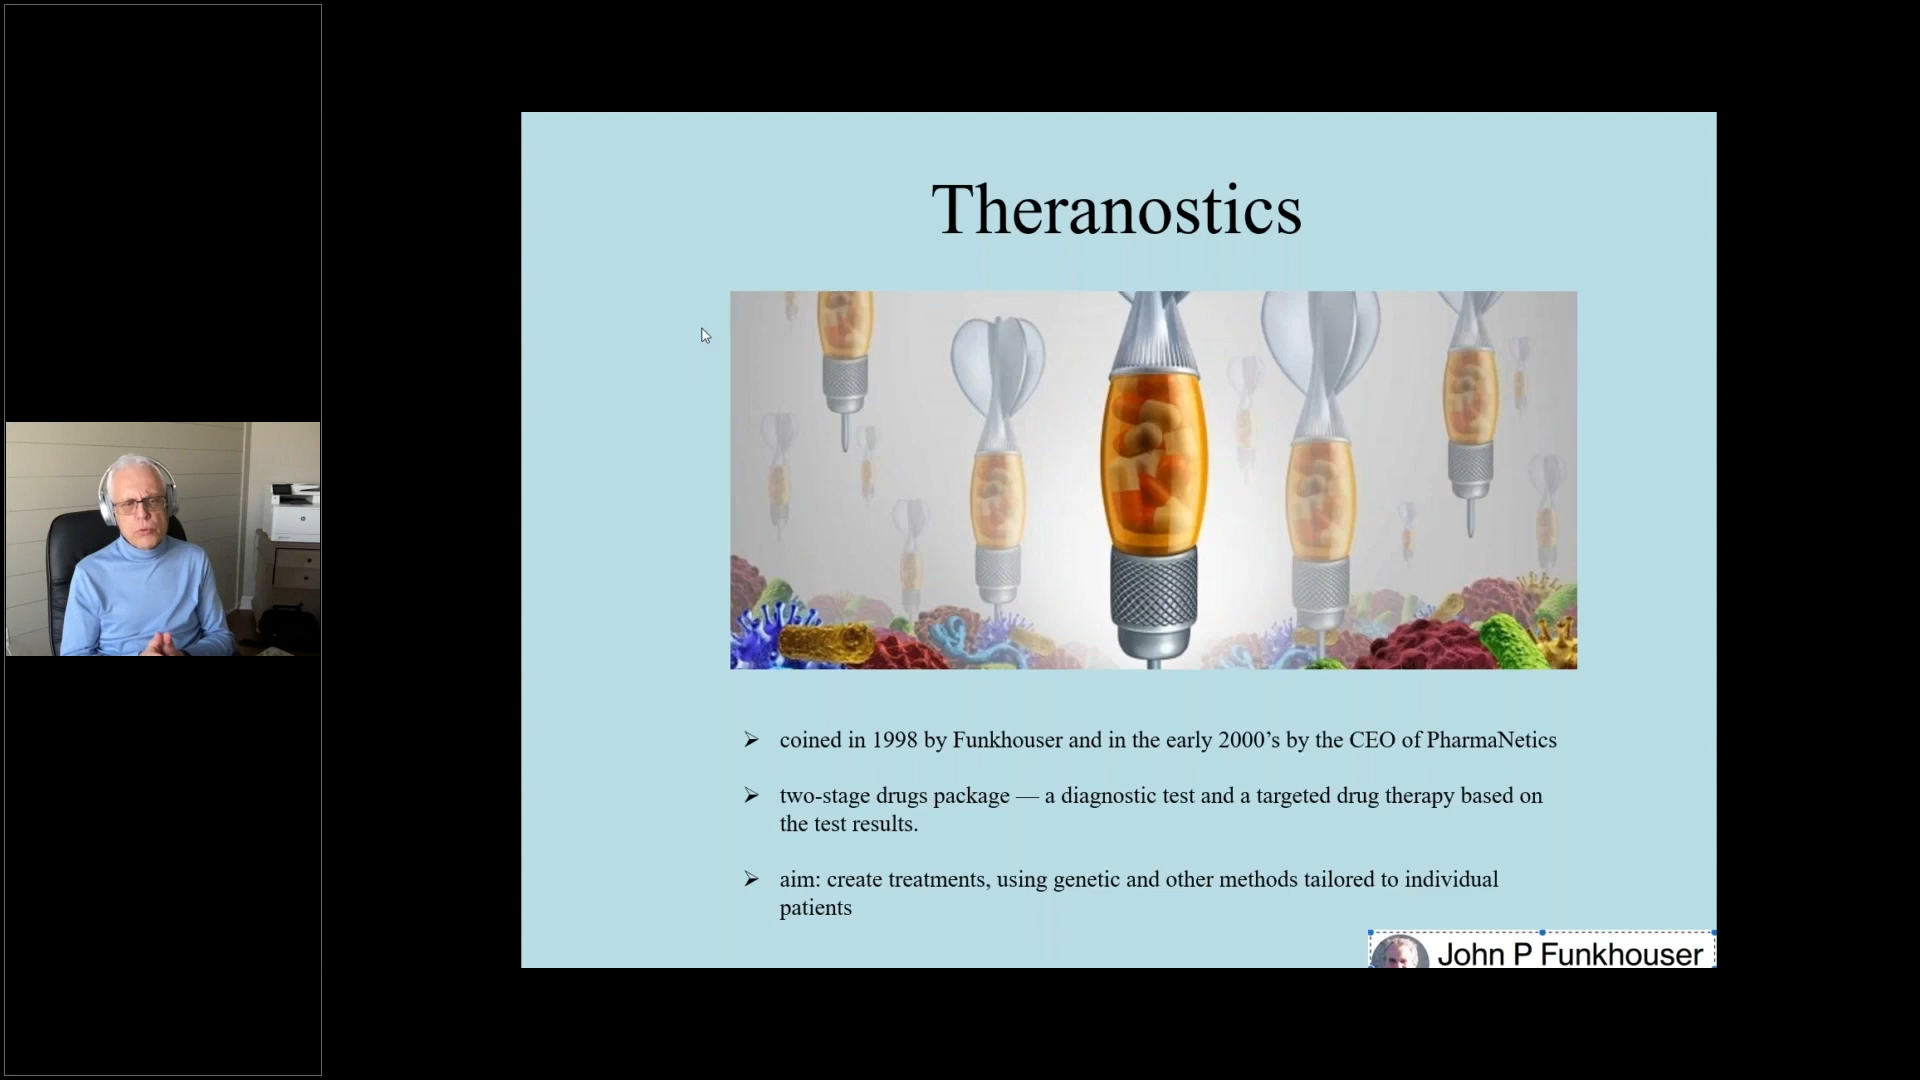 Theranostics
➢ coined in 1998 by Funkhouser and in the early 2000’s by the CEO of PharmaNetics
➢ two-stage drugs package — a diagnostic test and a targeted drug therapy based on
the test results.
➢ aim: create treatments, using genetic and other methods tailored to individual
patients
John P Funkhouser